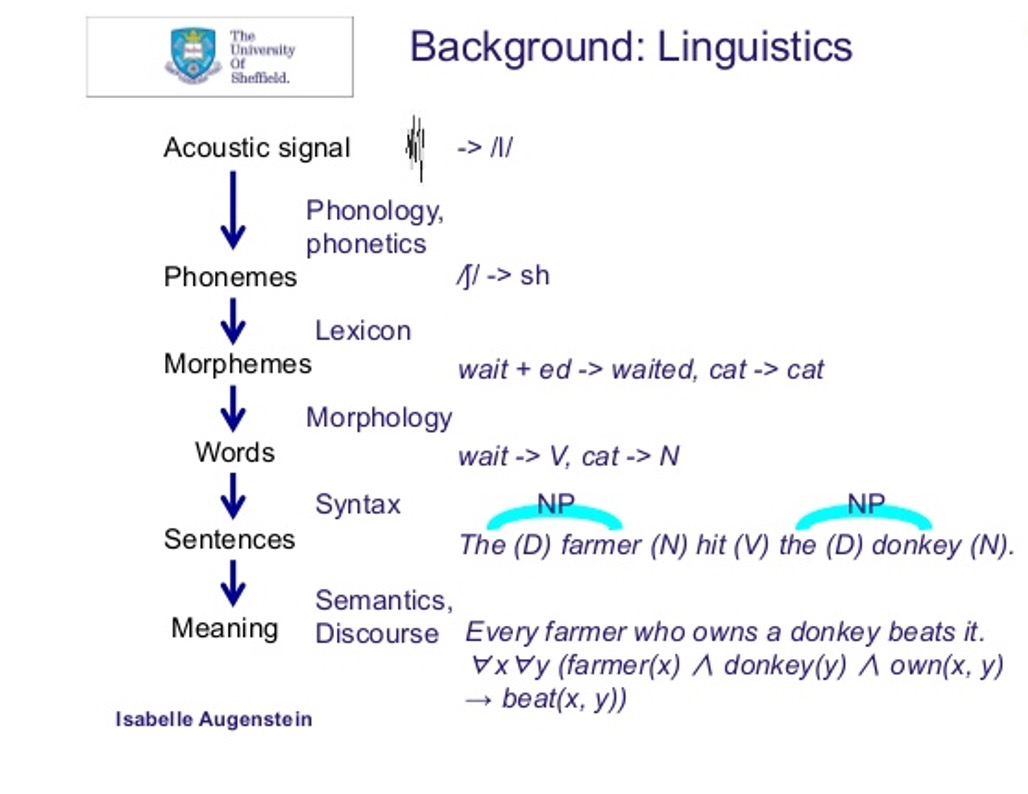 The
University
Of
Sheffield.
Background: Linguistics
Acoustic signal -> /l/
Phonology,
phonetics
Phonemes /ʃ/ -> sh
Lexicon
Morphemes wait + ed -> waited, cat -> cat
Morphology
Words wait -> V, cat -> N
Syntax NP NP
Sentences The (D) farmer (N) hit (V) the (D) donkey (N).
Semantics,
Meaning Discourse Every farmer who owns a donkey beats it.
∀x∀y (farmer(x) ∧ donkey(y) ∧ own(x, y)
→ beat(x, y))
Isabelle Augenstein